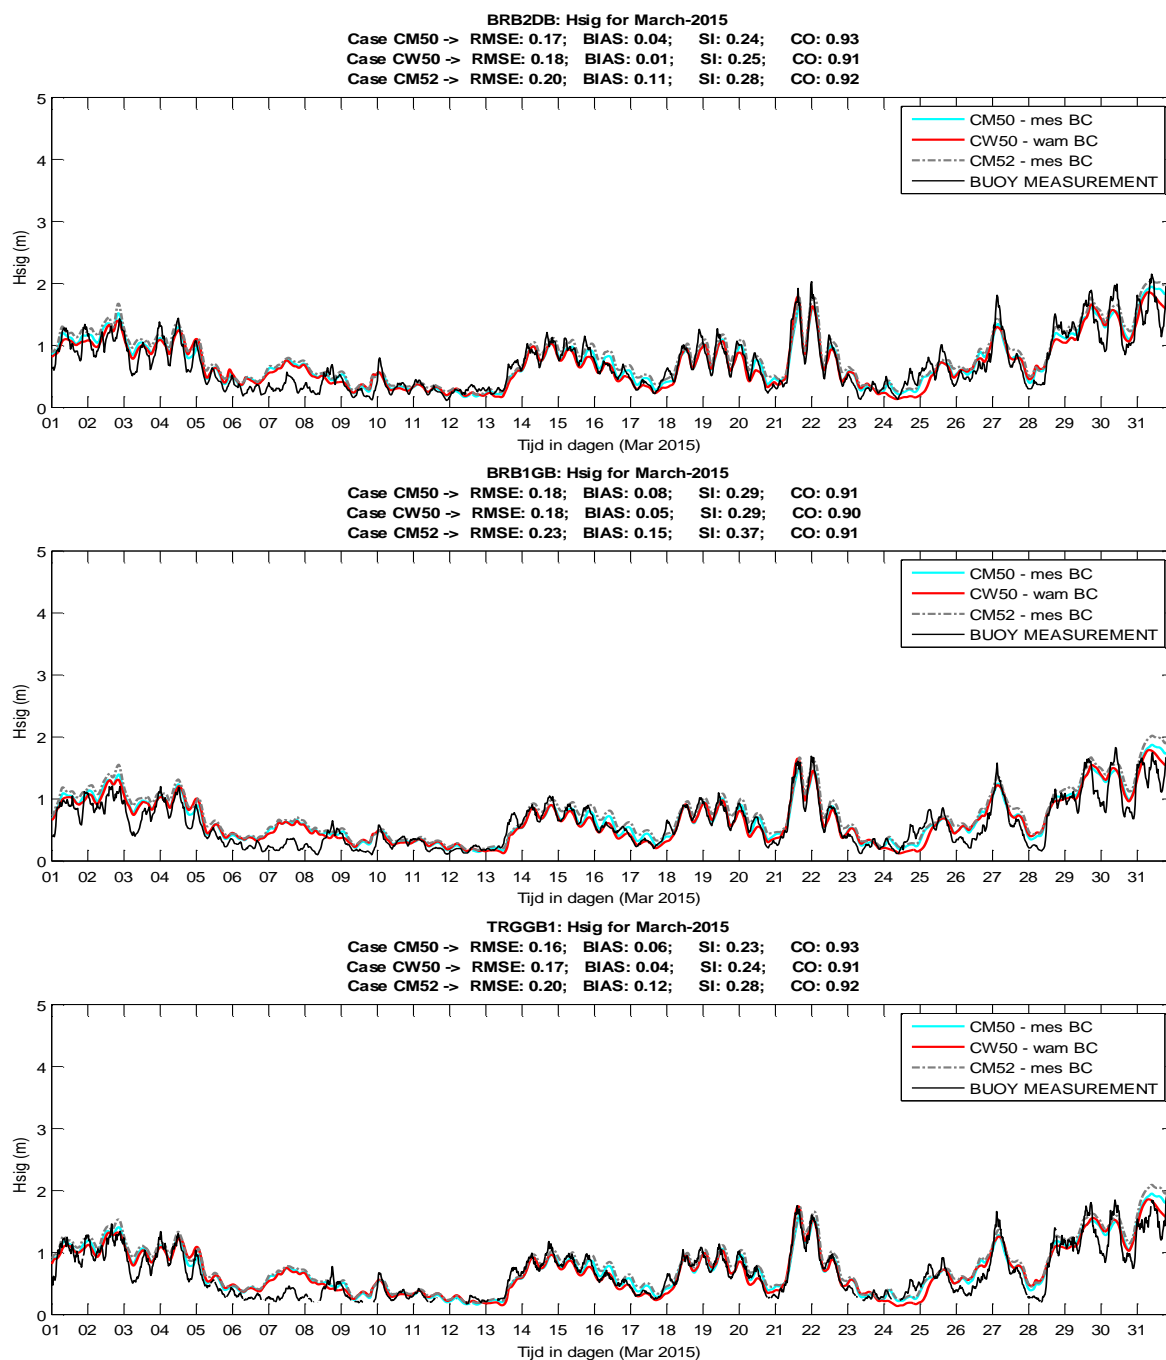 BRB2DB: Hsig for March-2015
Case CM50 -> RMSE: 0.17; BIAS: 0.04; SI: 0.24; CO: 0.93
Case CW50 -> RMSE: 0.18; BIAS: 0.01; SI: 0.25; CO: 0.91
Case CM52 -> RMSE: 0.20; BIAS: 0.11; SI: 0.28; CO: 0.92
5
4
3
2
1
0
Hsig (m)
CM50 - mes BC
CW50 - wam BC
CM52 - mes BC
BUOY MEASUREMENT
01 02 03 04 05 06 07 08 09 10 11 12 13 14 15 16 17 18 19 20 21 22 23 24 25 26 27 28 29 30 31
Tijd in dagen (Mar 2015)
BRB1GB: Hsig for March-2015
Case CM50 -> RMSE: 0.18; BIAS: 0.08; SI: 0.29; CO: 0.91
Case CW50 -> RMSE: 0.18; BIAS: 0.05; SI: 0.29; CO: 0.90
Case CM52 -> RMSE: 0.23; BIAS: 0.15; SI: 0.37; CO: 0.91
5
4
3
2
1
0
Hsig (m)
CM50 - mes BC
CW50 - wam BC
CM52 - mes BC
BUOY MEASUREMENT
01 02 03 04 05 06 07 08 09 10 11 12 13 14 15 16 17 18 19 20 21 22 23 24 25 26 27 28 29 30 31
Tijd in dagen (Mar 2015)
TRGGB1: Hsig for March-2015
Case CM50 -> RMSE: 0.16; BIAS: 0.06; SI: 0.23; CO: 0.93
Case CW50 -> RMSE: 0.17; BIAS: 0.04; SI: 0.24; CO: 0.91
Case CM52 -> RMSE: 0.20; BIAS: 0.12; SI: 0.28; CO: 0.92
5
4
3
2
1
0
Hsig (m)
CM50 - mes BC
CW50 - wam BC
CM52 - mes BC
BUOY MEASUREMENT
01 02 03 04 05 06 07 08 09 10 11 12 13 14 15 16 17 18 19 20 21 22 23 24 25 26 27 28 29 30 31
Tijd in dagen (Mar 2015)